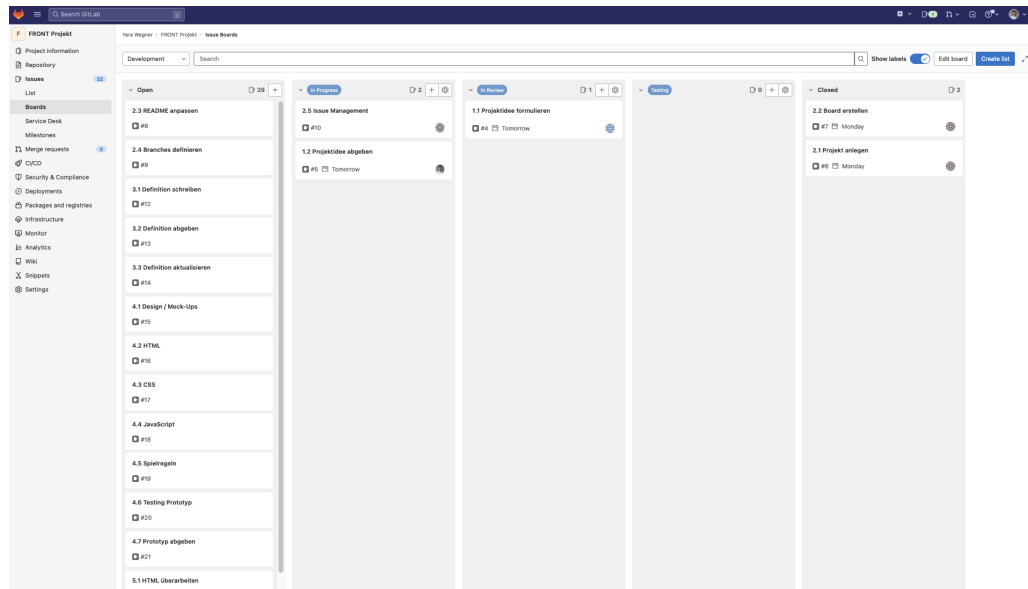 Search GitLab
/
F FRONT Projekt
Project information
Repository
Issues 32
List
Boards
Service Desk
Milestones
Merge requests 0
CI/CD
Security & Compliance
Deployments
Packages and registries
Infrastructure
Monitor
Analytics
Wiki
Snippets
Settings
Yara Wagner > FRONT Projekt > Issue Boards
Development
Search
Show labels
Edit board
Create list
Open 29
2.3 README anpassen
#8
2.4 Branches definieren
#9
3.1 Definition schreiben
#12
3.2 Definition abgeben
#13
3.3 Definition aktualisieren
#14
4.1 Design / Mock-Ups
#15
4.2 HTML
#16
4.3 CSS
#17
4.4 JavaScript
#18
4.5 Spielregeln
#19
4.6 Testing Prototyp
#20
4.7 Prototyp abgeben
#21
5.1 HTML überarbeiten
In Progress 2
2.5 Issue Management
#10
1.2 Projektidee abgeben
#5 Tomorrow
In Review 1
1.1 Projektidee formulieren
#4 Tomorrow
Testing 0
Closed 2
2.2 Board erstellen
#7 Monday
2.1 Projekt anlegen
#6 Monday